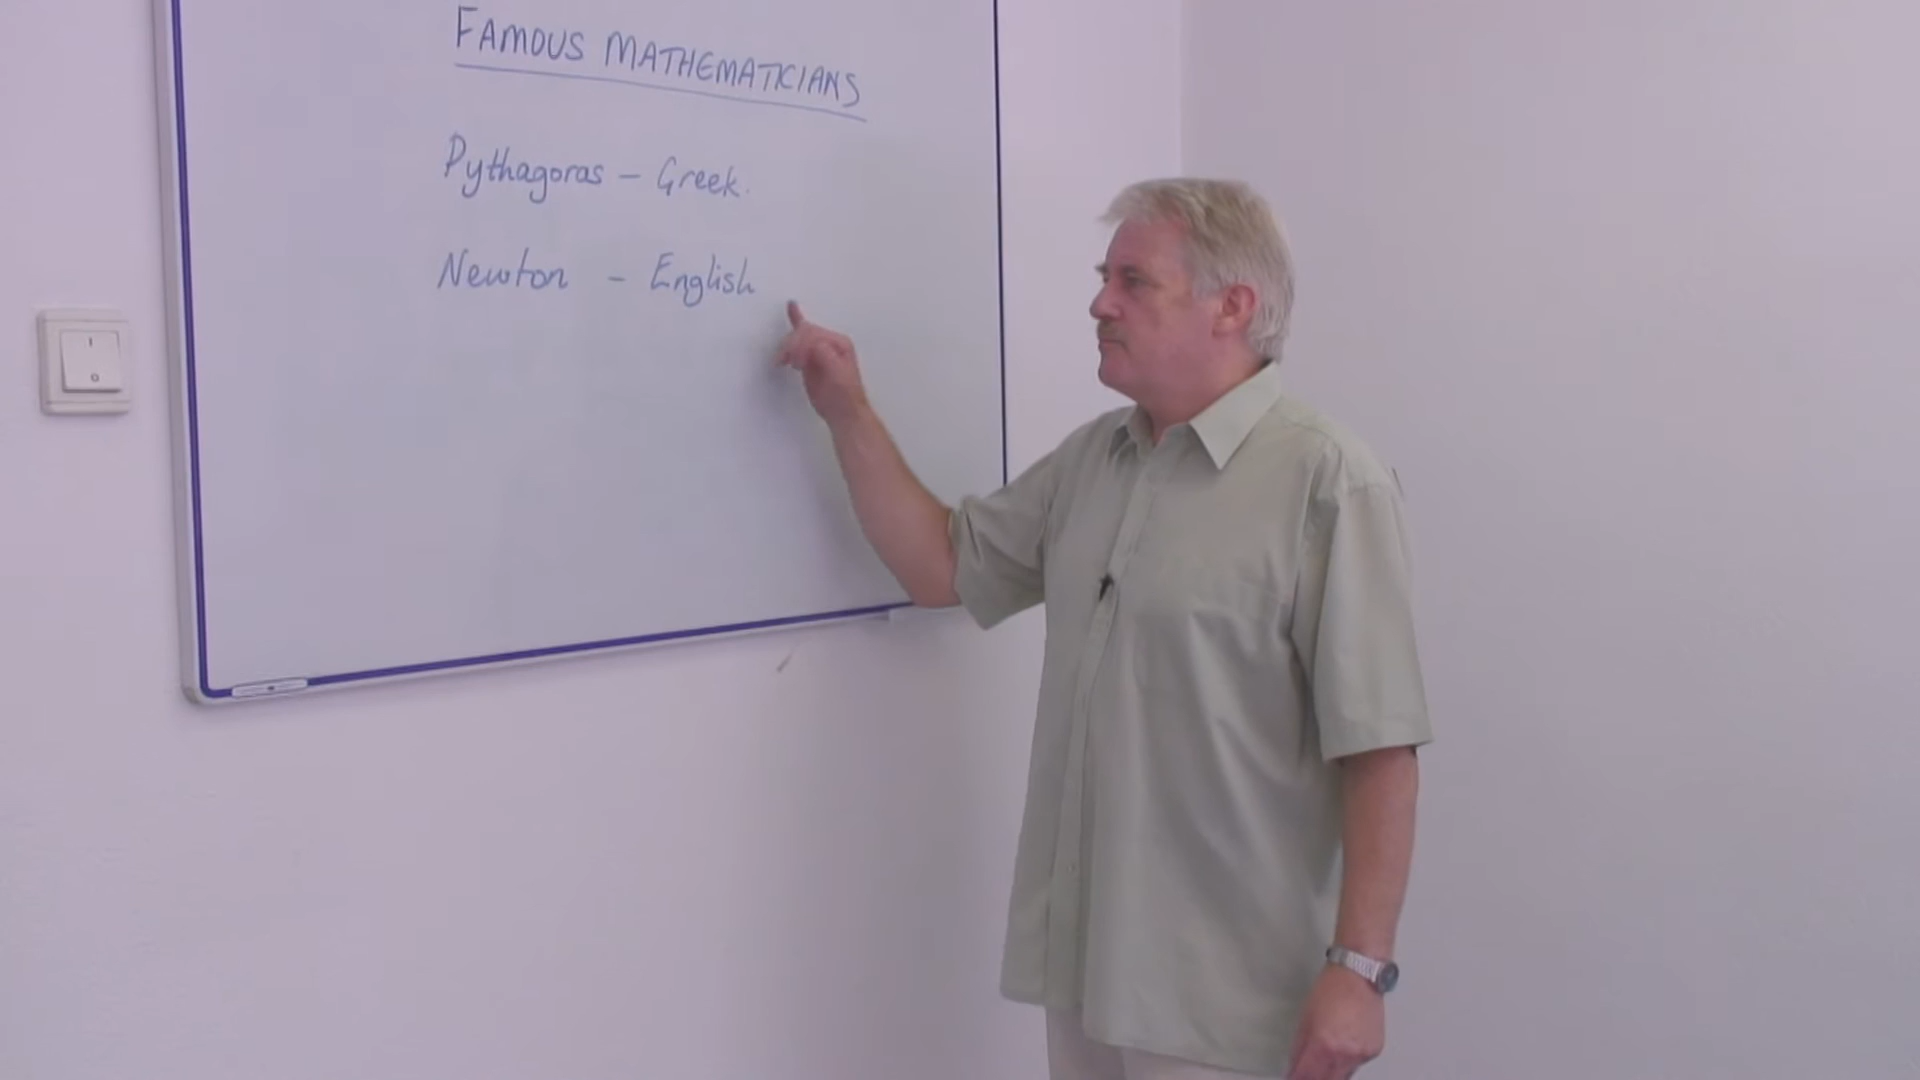 FAMOUS MATHEMATICIANS
Pythagoras – Greek.
Newton – English